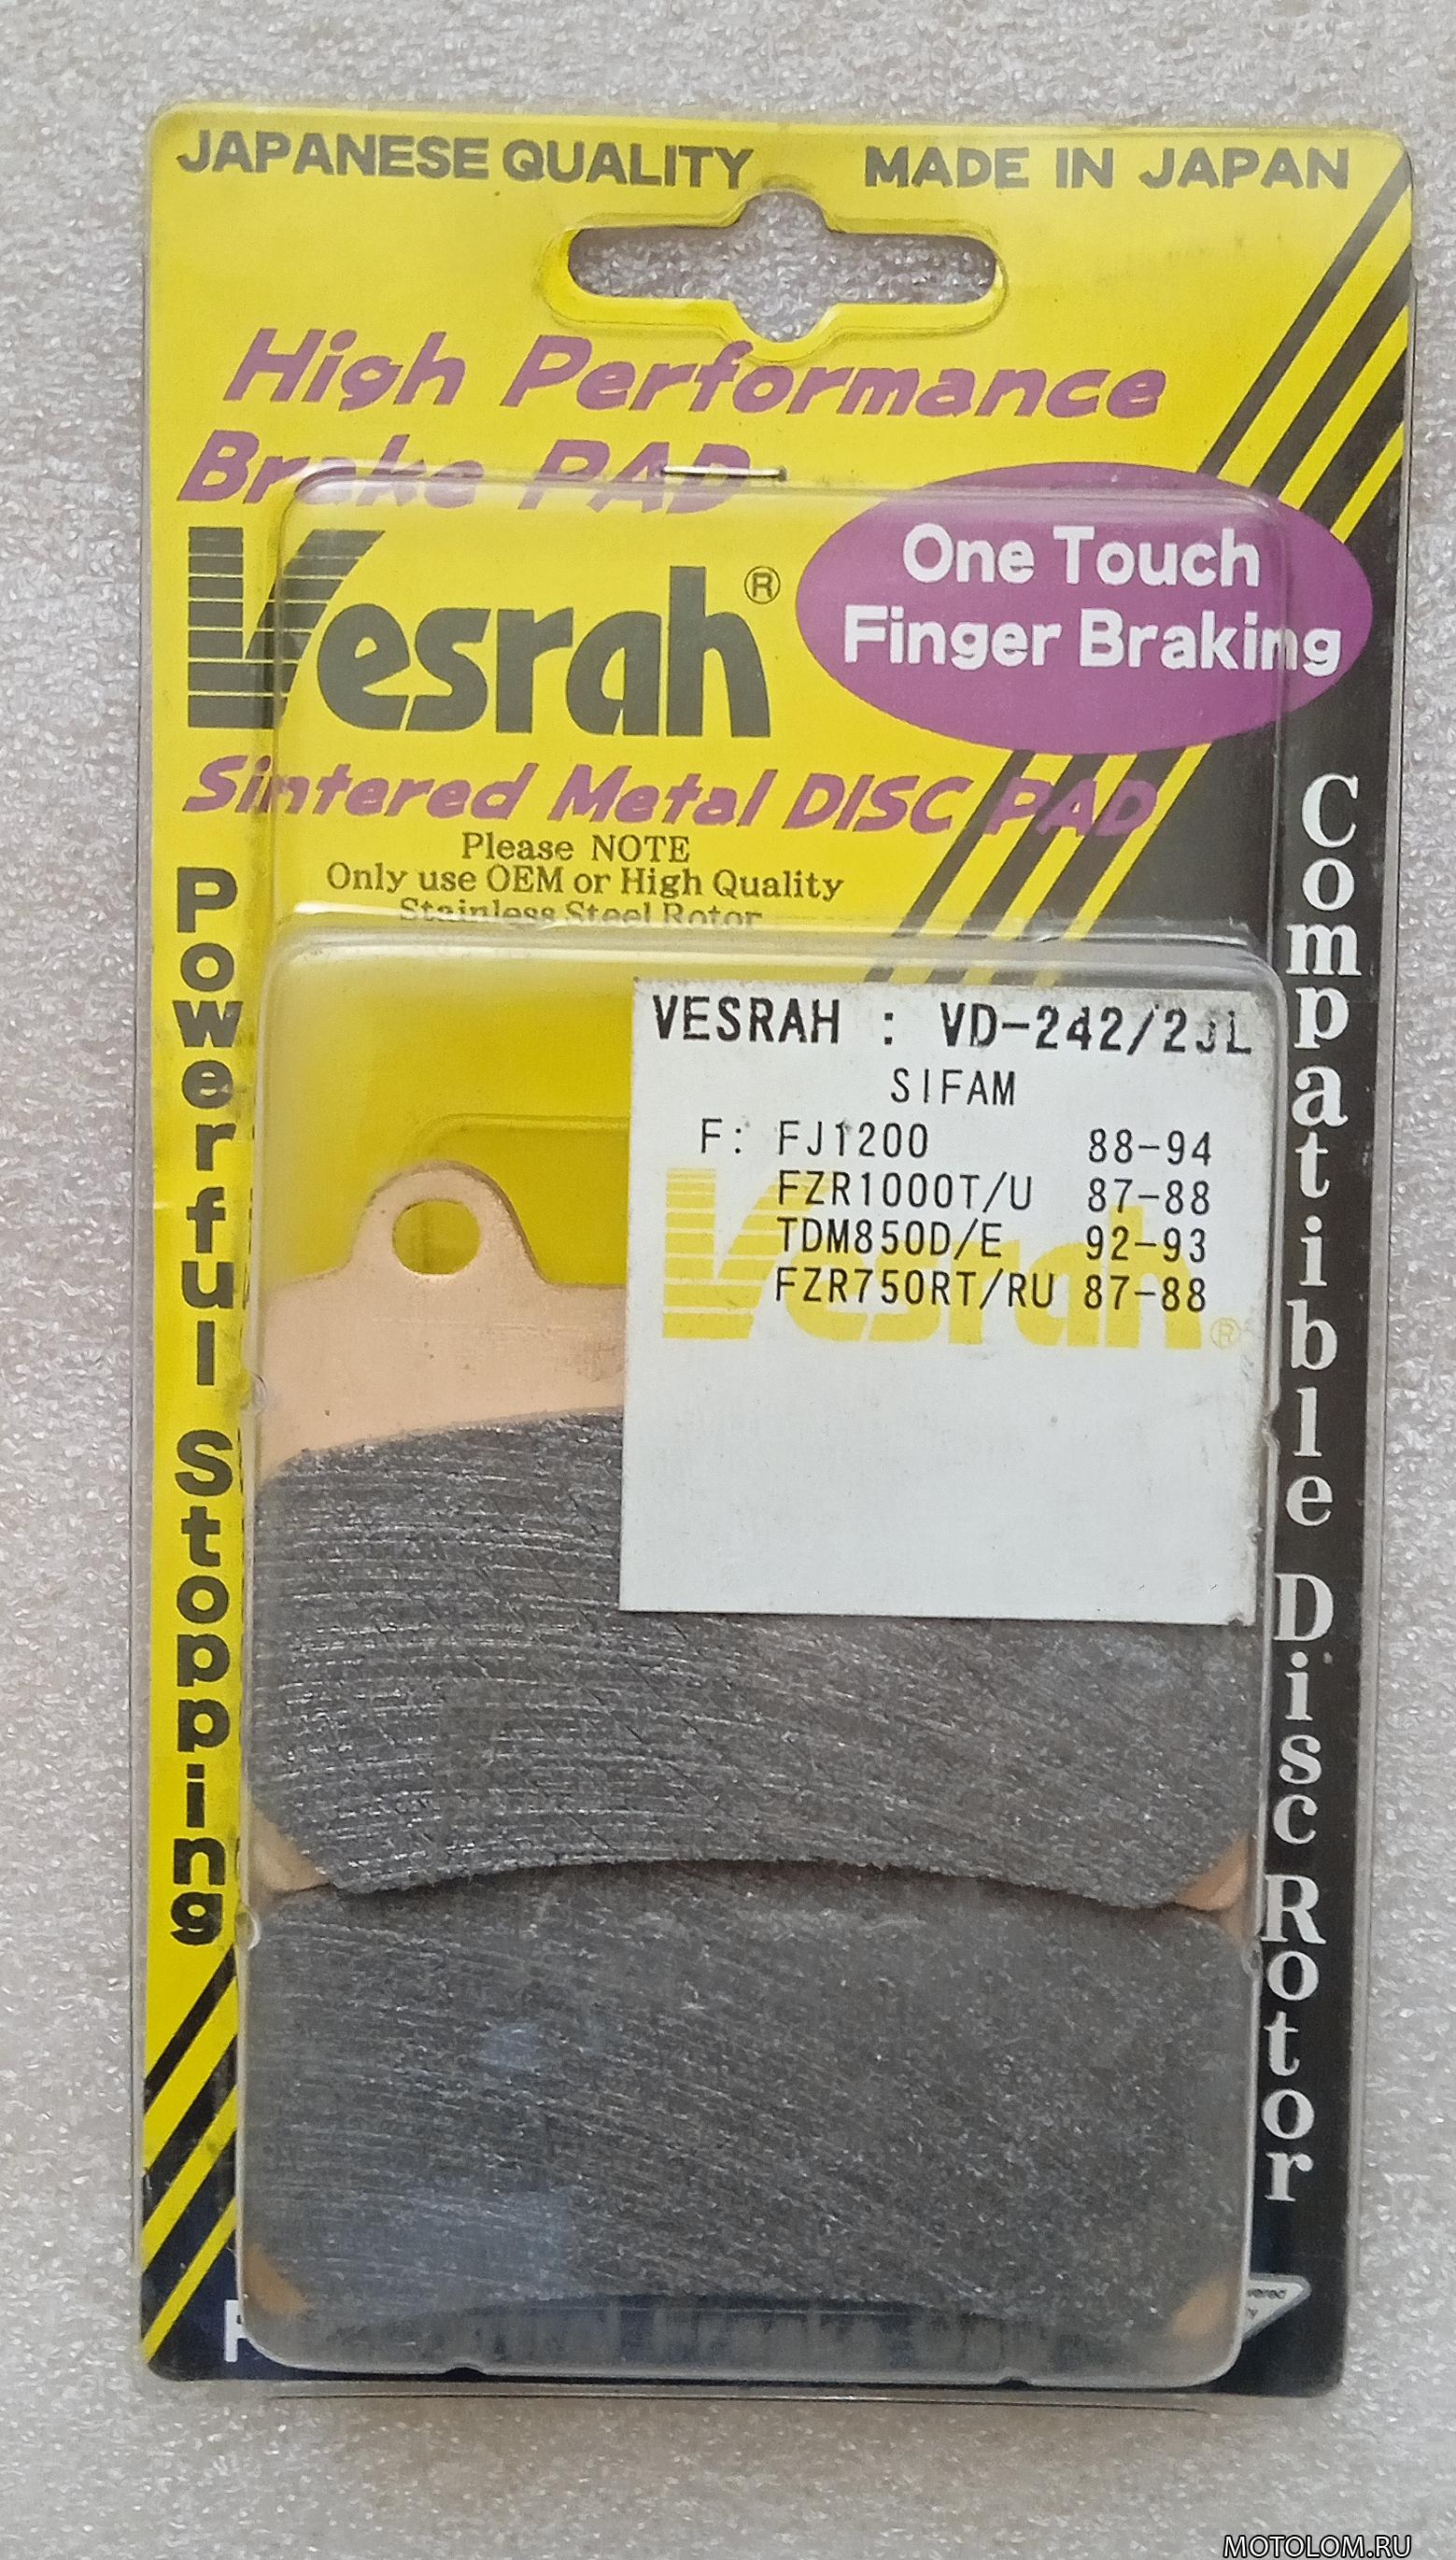 JAPANESE QUALITY MADE IN JAPAN
High Performance
Brake PAD
Vesrah®
One Touch
Finger Braking
Sintered Metal DISC PAD
Please NOTE
Only use OEM or High Quality
Stainless Steel Rotor
Powerful Stopping
Compatible Disc Rotor
VESRAH : VD-242/2JL
SIFAM
F: FJ1200 88-94
FZR1000T/U 87-88
TDM850D/E 92-93
FZR750RT/RU 87-88
Vesrah®
MOTOLOM.RU